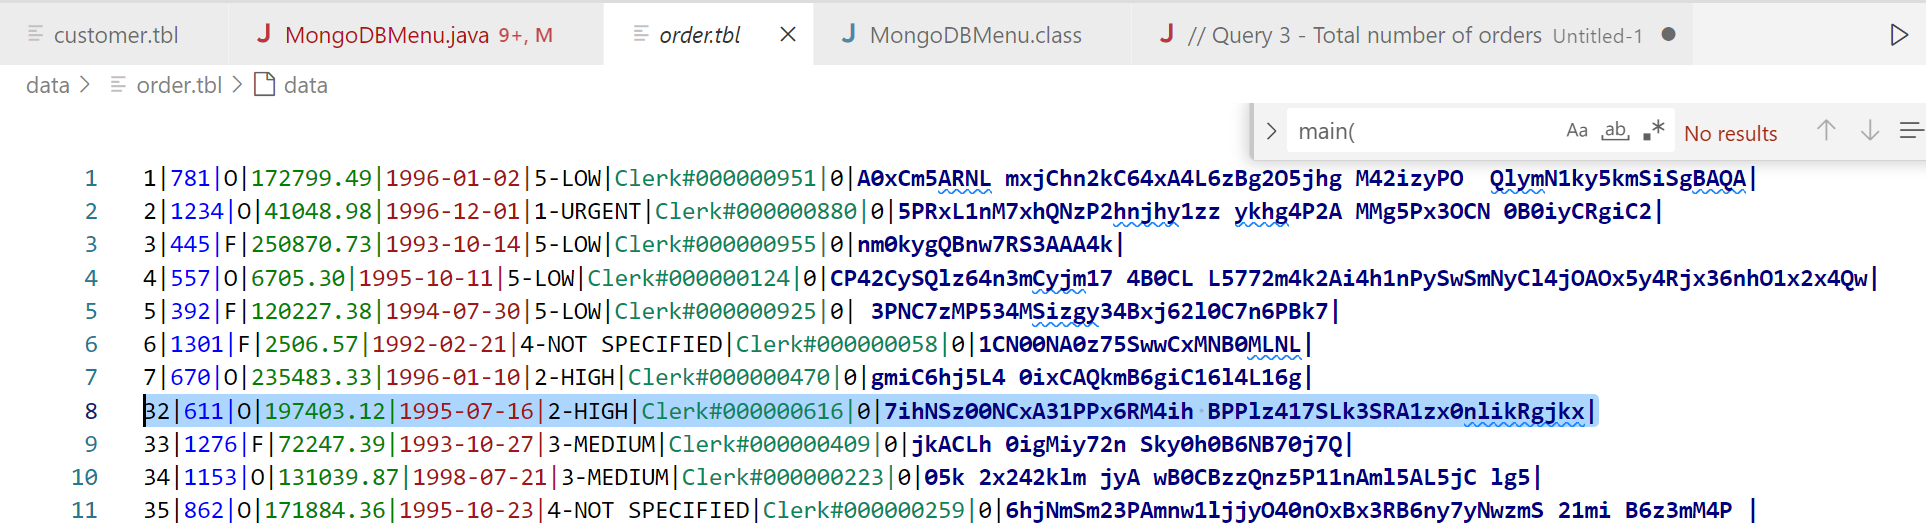 customer.tbl
MongoDBMenu.java 9+, M
order.tbl
MongoDBMenu.class
// Query 3 - Total number of orders Untitled-1
data > order.tbl > data
main(
Aa ab .* No results
1 1|781|O|172799.49|1996-01-02|5-LOW|Clerk#000000951|0|A0xCm5ARNL mxjChn2kC64xA4L6zBg2O5jhg M42izyPO  QlymN1ky5kmSiSgBAQA|
2 2|1234|O|41048.98|1996-12-01|1-URGENT|Clerk#000000880|0|5PRxL1nM7xhQNzP2hnjhy1zz ykhg4P2A MMg5Px3OCN 0B0iyCRgiC2|
3 3|445|F|250870.73|1993-10-14|5-LOW|Clerk#000000955|0|nm0kygQBnw7RS3AAA4k|
4 4|557|O|6705.30|1995-10-11|5-LOW|Clerk#000000124|0|CP42CySQlz64n3mCyjm17 4B0CL L5772m4k2Ai4h1nPySwSmNyCl4jOAOx5y4Rjx36nhO1x2x4Qw|
5 5|392|F|120227.38|1994-07-30|5-LOW|Clerk#000000925|0| 3PNC7zMP534MSizgy34Bxj62l0C7n6PBk7|
6 6|1301|F|2506.57|1992-02-21|4-NOT SPECIFIED|Clerk#000000058|0|1CN00NA0z75SwwCxMNB0MLNL|
7 7|670|O|235483.33|1996-01-10|2-HIGH|Clerk#000000470|0|gmiC6hj5L4 0ixCAQkmB6giC16l4L16g|
8 32|611|O|197403.12|1995-07-16|2-HIGH|Clerk#000000616|0|7ihNSz00NCxA31PPx6RM4ih BPPlz417SLk3SRA1zx0nlikRgjkx|
9 33|1276|F|72247.39|1993-10-27|3-MEDIUM|Clerk#000000409|0|jkACLh 0igMiy72n Sky0h0B6NB70j7Q|
10 34|1153|O|131039.87|1998-07-21|3-MEDIUM|Clerk#000000223|0|05k 2x242klm jyA wB0CBzzQnz5P11nAml5AL5jC lg5|
11 35|862|O|171884.36|1995-10-23|4-NOT SPECIFIED|Clerk#000000259|0|6hjNmSm23PAmnw1ljjyO40nOxBx3RB6ny7yNwzmS 21mi B6z3mM4P |